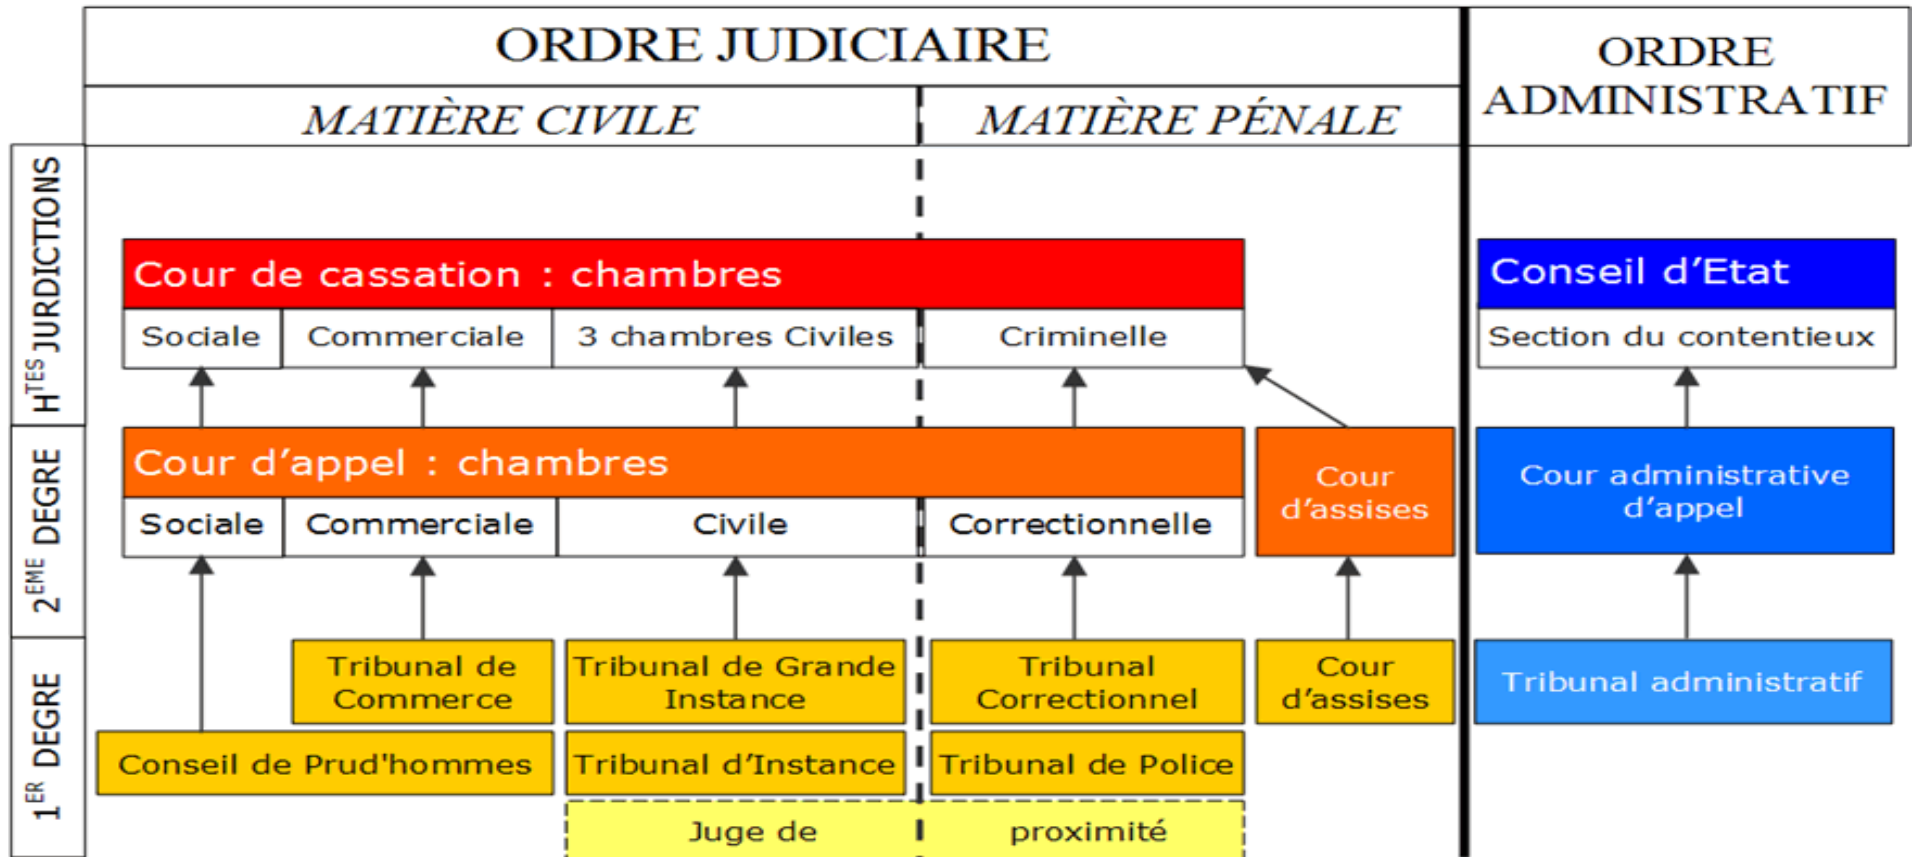 ORDRE JUDICIAIRE
ORDRE
ADMINISTRATIF
MATIÈRE CIVILE
MATIÈRE PÉNALE
HTES JURDICTIONS
Cour de cassation : chambres
Sociale
Commerciale
3 chambres Civiles
Criminelle
Conseil d’Etat
Section du contentieux
2EME DEGRE
Cour d’appel : chambres
Sociale
Commerciale
Civile
Correctionnelle
Cour
d’assises
Cour administrative
d’appel
1ER DEGRE
Tribunal de
Commerce
Tribunal de Grande
Instance
Tribunal
Correctionnel
Cour
d’assises
Tribunal administratif
Conseil de Prud'hommes
Tribunal d’Instance
Tribunal de Police
Juge de proximité